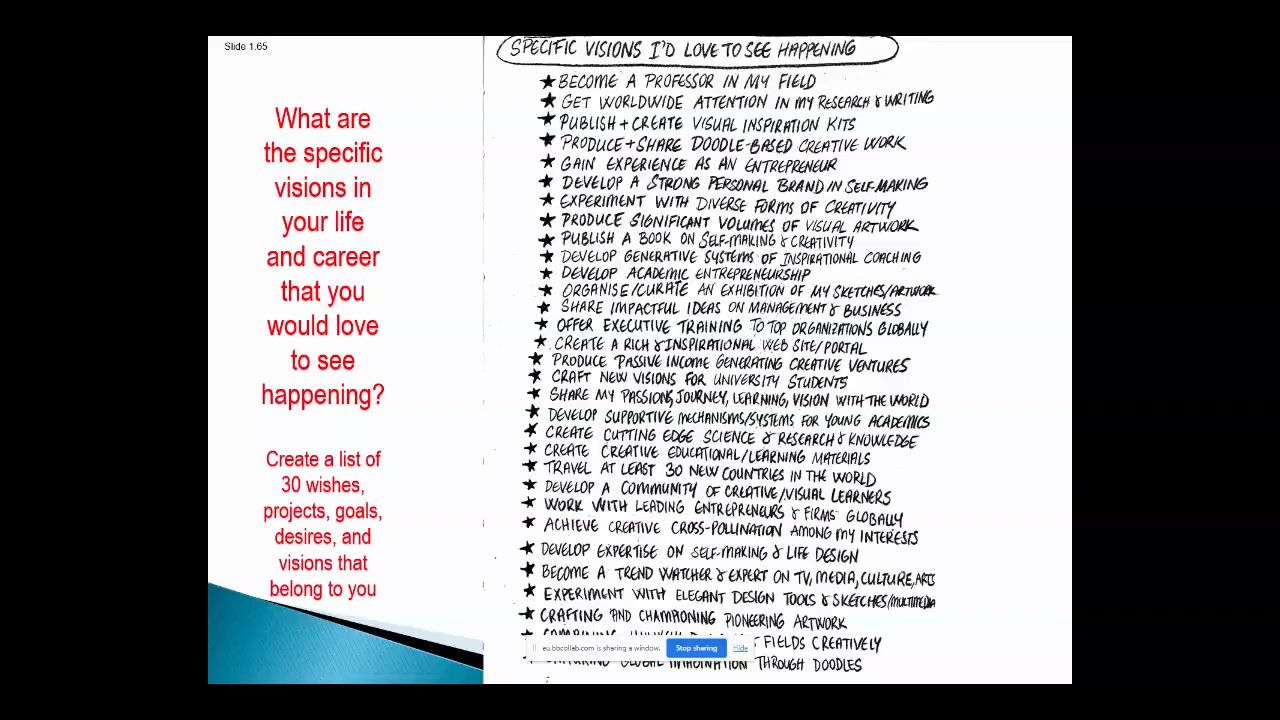 Slide 1.65
What are
the specific
visions in
your life
and career
that you
would love
to see
happening?
Create a list of
30 wishes,
projects, goals,
desires, and
visions that
belong to you
SPECIFIC VISIONS I'D LOVE TO SEE HAPPENING
★ BECOME A PROFESSOR IN MY FIELD
★ GET WORLDWIDE ATTENTION IN MY RESEARCH & WRITING
★ PUBLISH + CREATE VISUAL INSPIRATION KITS
★ PRODUCE + SHARE DOODLE-BASED CREATIVE WORK
★ GAIN EXPERIENCE AS AN ENTREPRENEUR
★ DEVELOP A STRONG PERSONAL BRAND IN SELF-MAKING
★ EXPERIMENT WITH DIVERSE FORMS OF CREATIVITY
★ PRODUCE SIGNIFICANT VOLUMES OF VISUAL ARTWORK
★ PUBLISH A BOOK ON SELF-MAKING & CREATIVITY
★ DEVELOP GENERATIVE SYSTEMS OF INSPIRATIONAL COACHING
★ DEVELOP ACADEMIC ENTREPRENEURSHIP
★ ORGANISE/CURATE AN EXHIBITION OF MY SKETCHES/ARTWORK
★ SHARE IMPACTFUL IDEAS ON MANAGEMENT & BUSINESS
★ OFFER EXECUTIVE TRAINING TO TOP ORGANIZATIONS GLOBALLY
★ CREATE A RICH & INSPIRATIONAL WEB SITE/PORTAL
★ PRODUCE PASSIVE INCOME GENERATING CREATIVE VENTURES
★ CRAFT NEW VISIONS FOR UNIVERSITY STUDENTS
★ SHARE MY PASSIONS, JOURNEY, LEARNING, VISION WITH THE WORLD
★ DEVELOP SUPPORTIVE MECHANISMS/SYSTEMS FOR YOUNG ACADEMICS
★ CREATE CUTTING EDGE SCIENCE & RESEARCH & KNOWLEDGE
★ CREATE CREATIVE EDUCATIONAL/LEARNING MATERIALS
★ TRAVEL AT LEAST 30 NEW COUNTRIES IN THE WORLD
★ DEVELOP A COMMUNITY OF CREATIVE/VISUAL LEARNERS
★ WORK WITH LEADING ENTREPRENEURS & FIRMS GLOBALLY
★ ACHIEVE CREATIVE CROSS-POLLINATION AMONG MY INTERESTS
★ DEVELOP EXPERTISE ON SELF-MAKING & LIFE DESIGN
★ BECOME A TREND WATCHER & EXPERT ON TV, MEDIA, CULTURE, ARTS
★ EXPERIMENT WITH ELEGANT DESIGN TOOLS & SKETCHES/MULTIMEDIA
★ CRAFTING AND CHAMPIONING PIONEERING ARTWORK
FIELDS CREATIVELY
eu.bbcollab.com is sharing a window. Stop sharing Hide
GLOBAL IMAGINATION THROUGH DOODLES